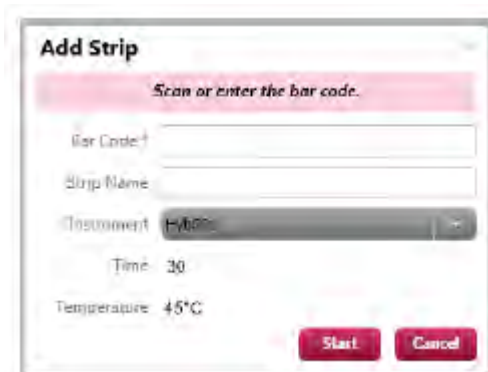 Add Strip
Scan or enter the bar code.
Bar Code *
Strip Name
Instrument
Time 30
Temperature 45°C
Start Cancel